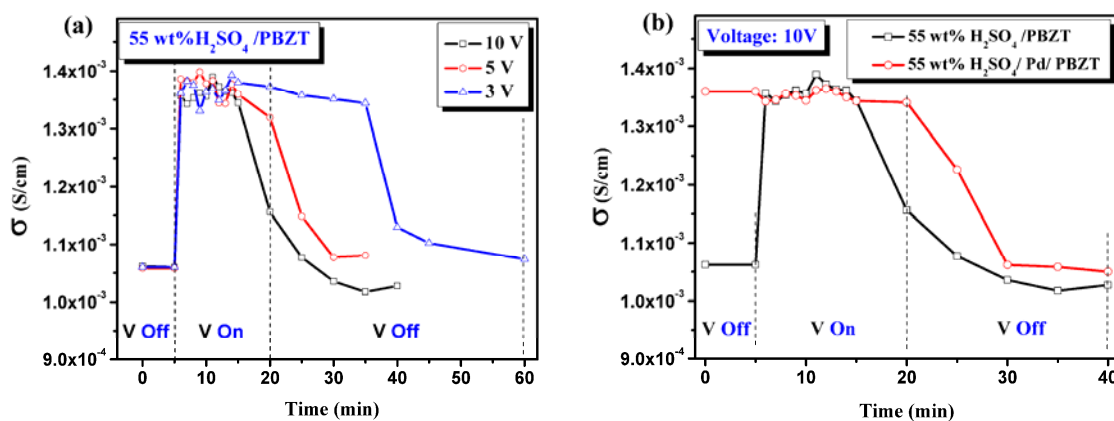 (a)
55 wt%H₂SO₄ /PBZT
10 V
5 V
3 V
1.4x10⁻³
1.3x10⁻³
1.2x10⁻³
1.1x10⁻³
1.0x10⁻³
9.0x10⁻⁴
σ (S/cm)
V Off
V On
V Off
0 10 20 30 40 50 60
Time (min)
(b)
Voltage: 10V
55 wt% H₂SO₄ /PBZT
55 wt% H₂SO₄/ Pd/ PBZT
1.4x10⁻³
1.3x10⁻³
1.2x10⁻³
1.1x10⁻³
1.0x10⁻³
9.0x10⁻⁴
σ (S/cm)
V Off
V On
V Off
0 10 20 30 40
Time (min)